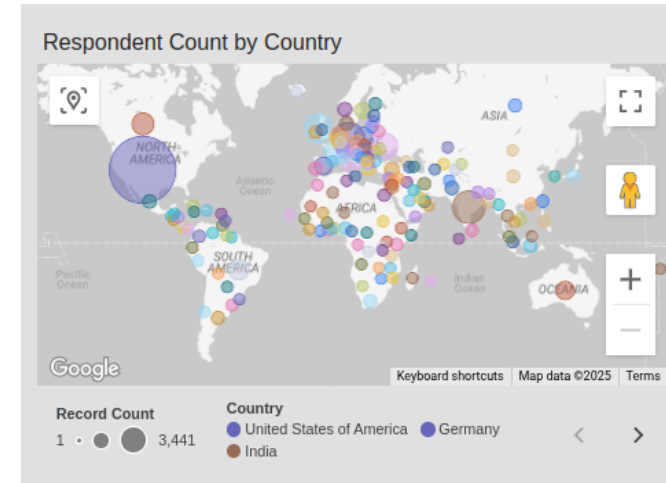 Respondent Count by Country
ASIA
NORTH
AMERICA
Atlantic
Ocean
AFRICA
SOUTH
AMERICA
Pacific
Ocean
Indian
Ocean
OCEANIA
Google
Keyboard shortcuts
Map data ©2025
Terms
Record Count
1
3,441
Country
United States of America
Germany
India